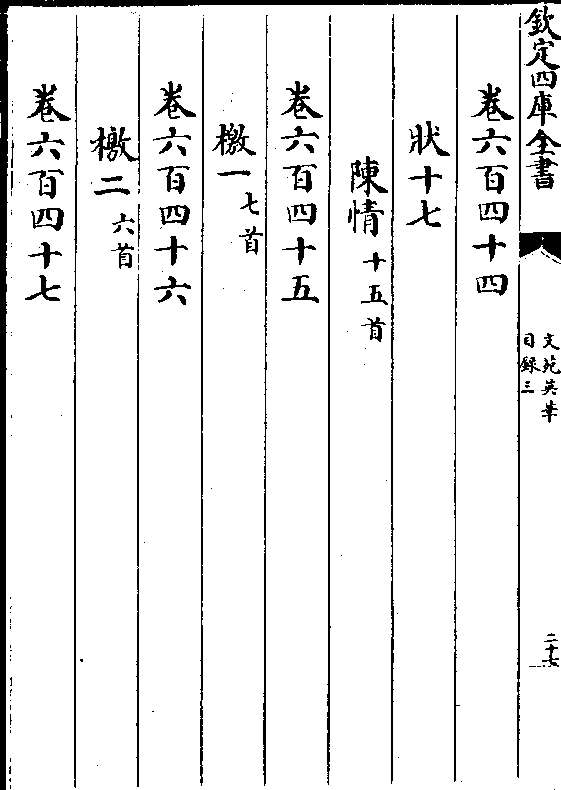 欽定四庫全書
文苑英華
目録三
二十七
卷六百四十四
狀十七
陳情十五首
卷六百四十五
檄一七首
卷六百四十六
檄二六首
卷六百四十七